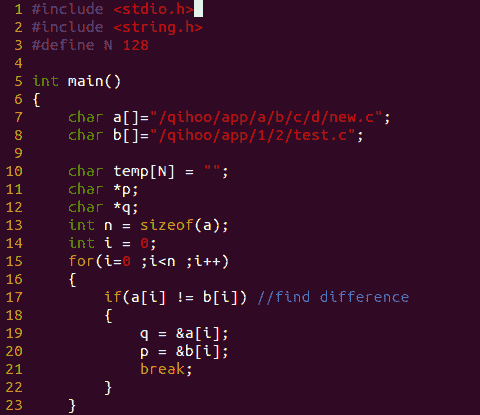 1 #include <stdio.h>
2 #include <string.h>
3 #define N 128
4
5 int main()
6 {
7     char a[]="/qihoo/app/a/b/c/d/new.c";
8     char b[]="/qihoo/app/1/2/test.c";
9
10     char temp[N] = "";
11     char *p;
12     char *q;
13     int n = sizeof(a);
14     int i = 0;
15     for(i=0 ;i<n ;i++)
16     {
17         if(a[i] != b[i]) //find difference
18         {
19             q = &a[i];
20             p = &b[i];
21             break;
22         }
23     }